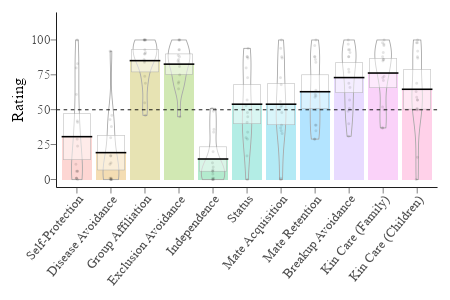 Rating
100
75
50
25
0
Self-Protection
Disease Avoidance
Group Affiliation
Exclusion Avoidance
Independence
Status
Mate Acquisition
Mate Retention
Breakup Avoidance
Kin Care (Family)
Kin Care (Children)